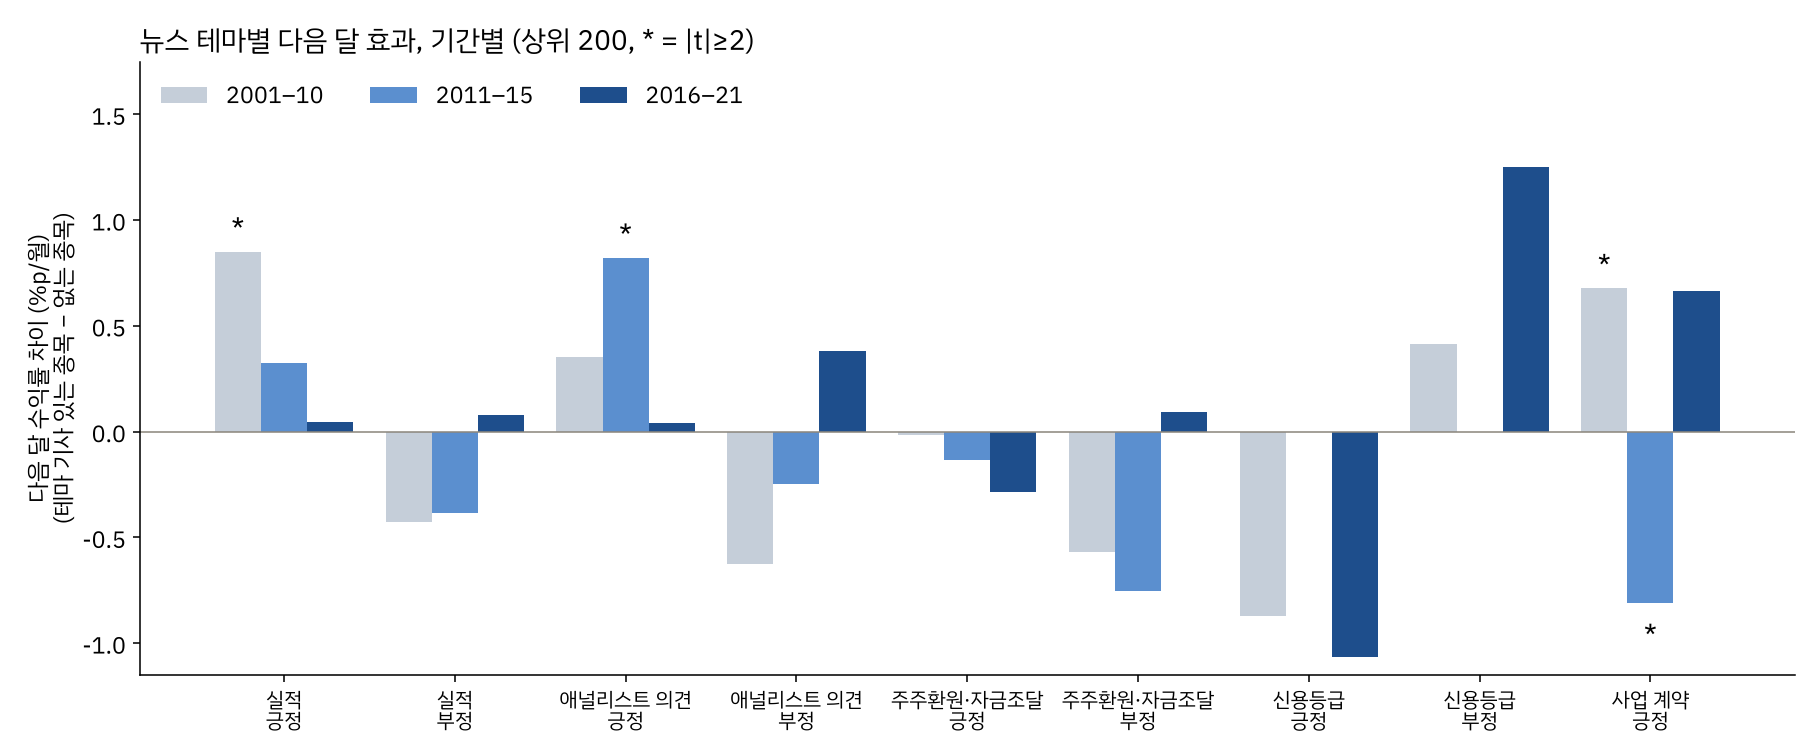 뉴스 테마별 다음 달 효과, 기간별 (상위 200, * = |t|≥2)
2001–10
2011–15
2016–21
다음 달 수익률 차이 (%p/월)
(테마 기사 있는 종목 − 없는 종목)
1.5
1.0
0.5
0.0
-0.5
-1.0
*
*
*
*
실적
긍정
실적
부정
애널리스트 의견
긍정
애널리스트 의견
부정
주주환원·자금조달
긍정
주주환원·자금조달
부정
신용등급
긍정
신용등급
부정
사업 계약
긍정